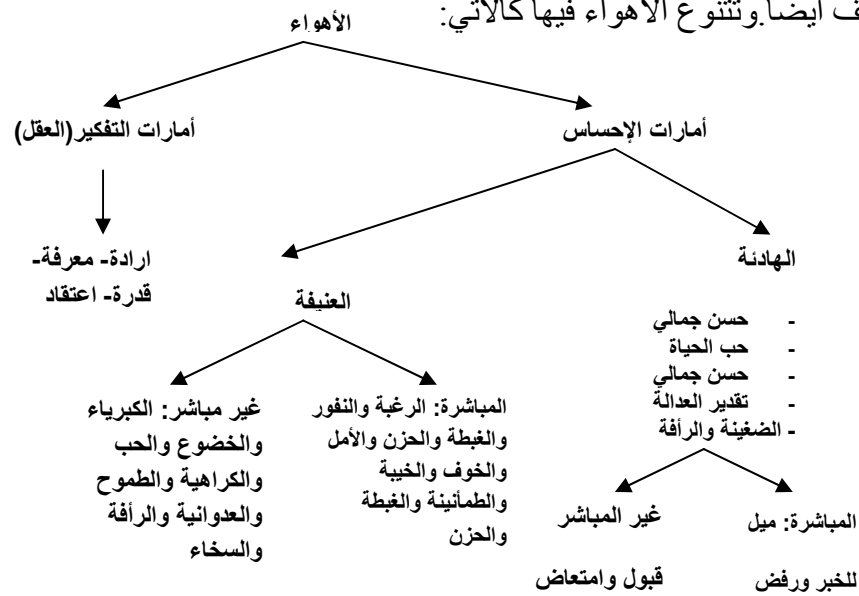 ف أيضاً.وتتنوع الأهواء فيها كالآتي:
الأهواء
أمارات الإحساس
أمارات التفكير(العقل)
الهادئة
- حسن جمالي
- حب الحياة
- حسن جمالي
- تقدير العدالة
- الضغينة والرأفة
المباشرة: ميل
للخبر ورفض
غير المباشر
قبول وامتعاض
العنيفة
المباشرة: الرغبة والنفور
والغبطة والحزن والأمل
والخوف والخيبة
والطمأنينة والغبطة
والحزن
غير مباشر: الكبرياء
والخضوع والحب
والكراهية والطموح
والعدوانية والرأفة
والسخاء
ارادة- معرفة-
قدرة- اعتقاد